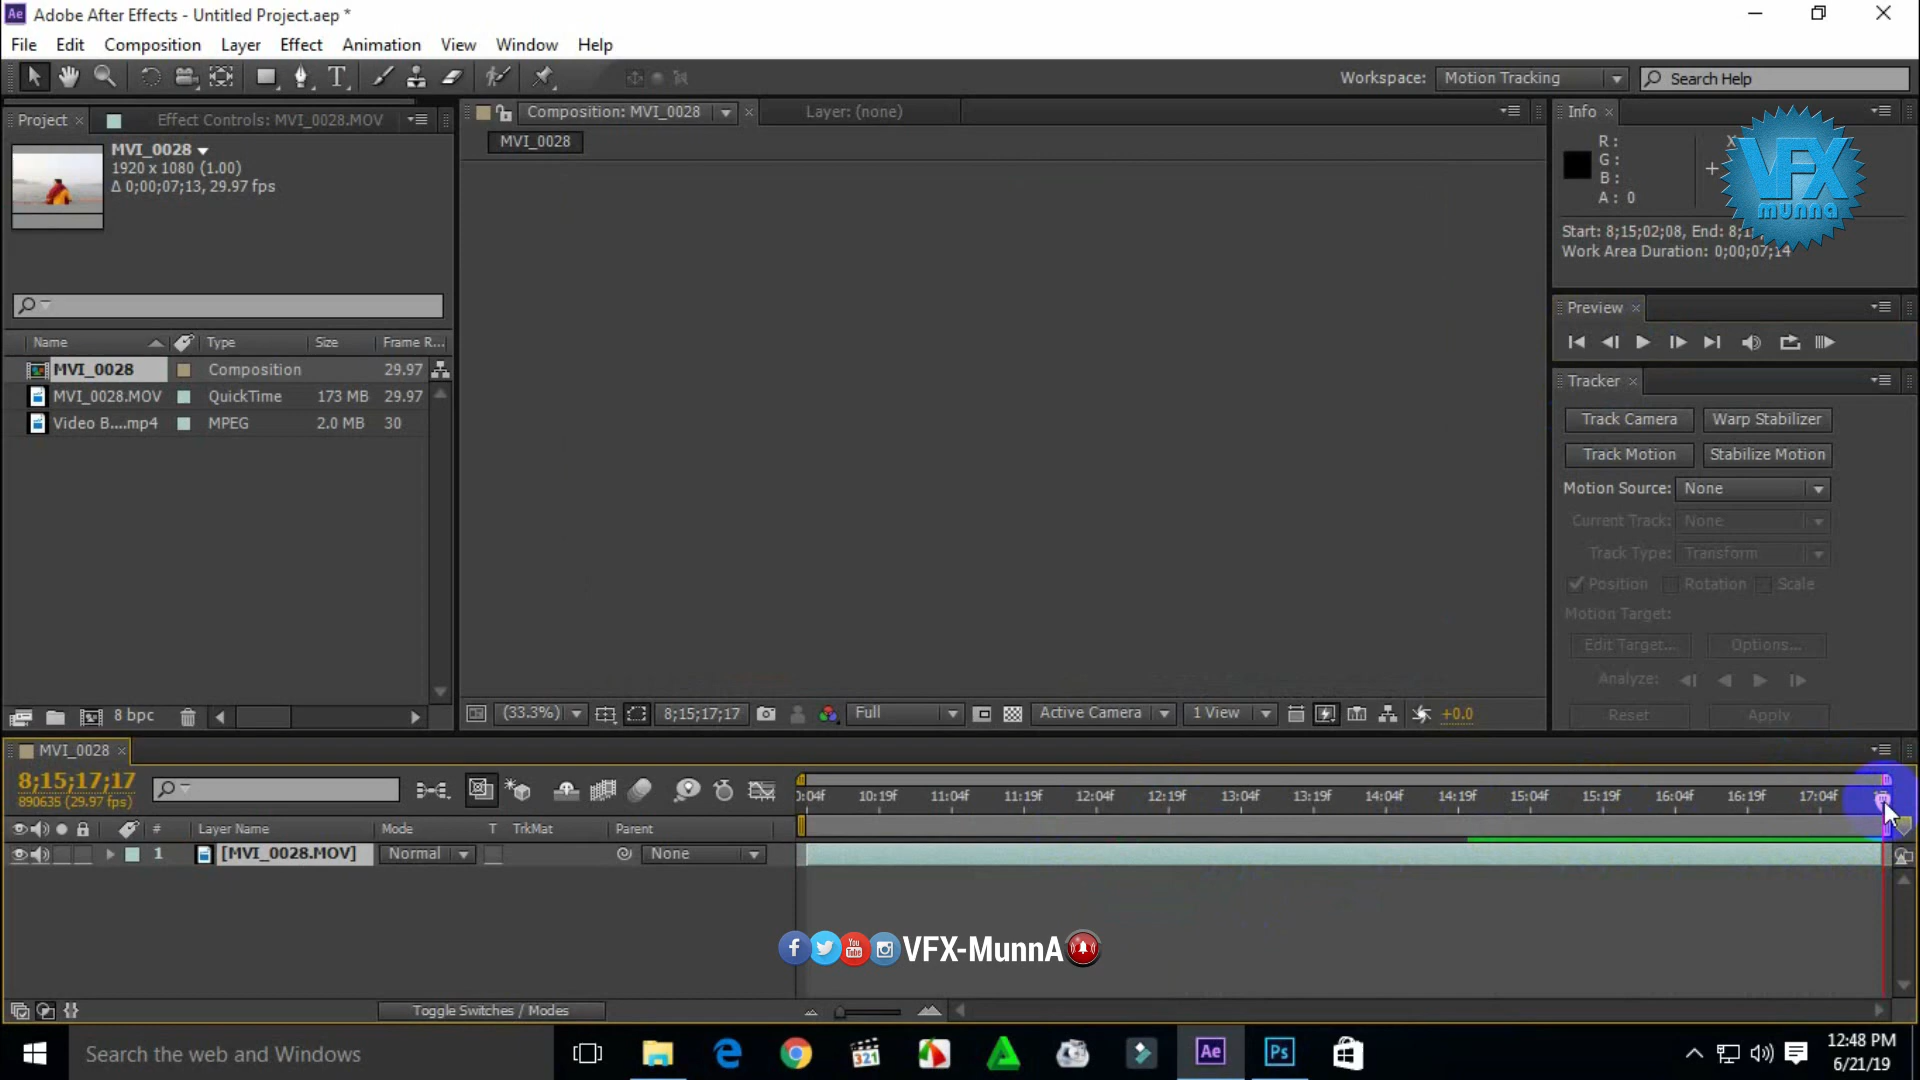 Adobe After Effects - Untitled Project.aep *
File Edit Composition Layer Effect Animation View Window Help
Workspace: Motion Tracking Search Help
Project Effect Controls: MVI_0028.MOV
MVI_0028
1920 x 1080 (1.00)
Δ 0;00;07;13, 29.97 fps
Name Type Size Frame R...
MVI_0028 Composition 29.97
MVI_0028.MOV QuickTime 173 MB 29.97
Video B....mp4 MPEG 2.0 MB 30
8 bpc
Composition: MVI_0028 Layer: (none)
MVI_0028
(33.3%) 8;15;17;17 Full Active Camera 1 View +0.0
Info
R:
G:
B:
A: 0
X
VFX
munna
Start: 8;15;02;08, End: 8;1
Work Area Duration: 0;00;07;14
Preview
Tracker
Track Camera Warp Stabilizer
Track Motion Stabilize Motion
Motion Source: None
Current Track: None
Track Type: Transform
Position Rotation Scale
Motion Target:
Edit Target... Options...
Analyze:
Reset Apply
MVI_0028
8;15;17;17
890635 (29.97 fps)
):04f 10:19f 11:04f 11:19f 12:04f 12:19f 13:04f 13:19f 14:04f 14:19f 15:04f 15:19f 16:04f 16:19f 17:04f
# Layer Name Mode T TrkMat Parent
1 [MVI_0028.MOV] Normal None
f You Tube VFX-MunnA
Toggle Switches / Modes
Search the web and Windows
321 Ae Ps
12:48 PM
6/21/19